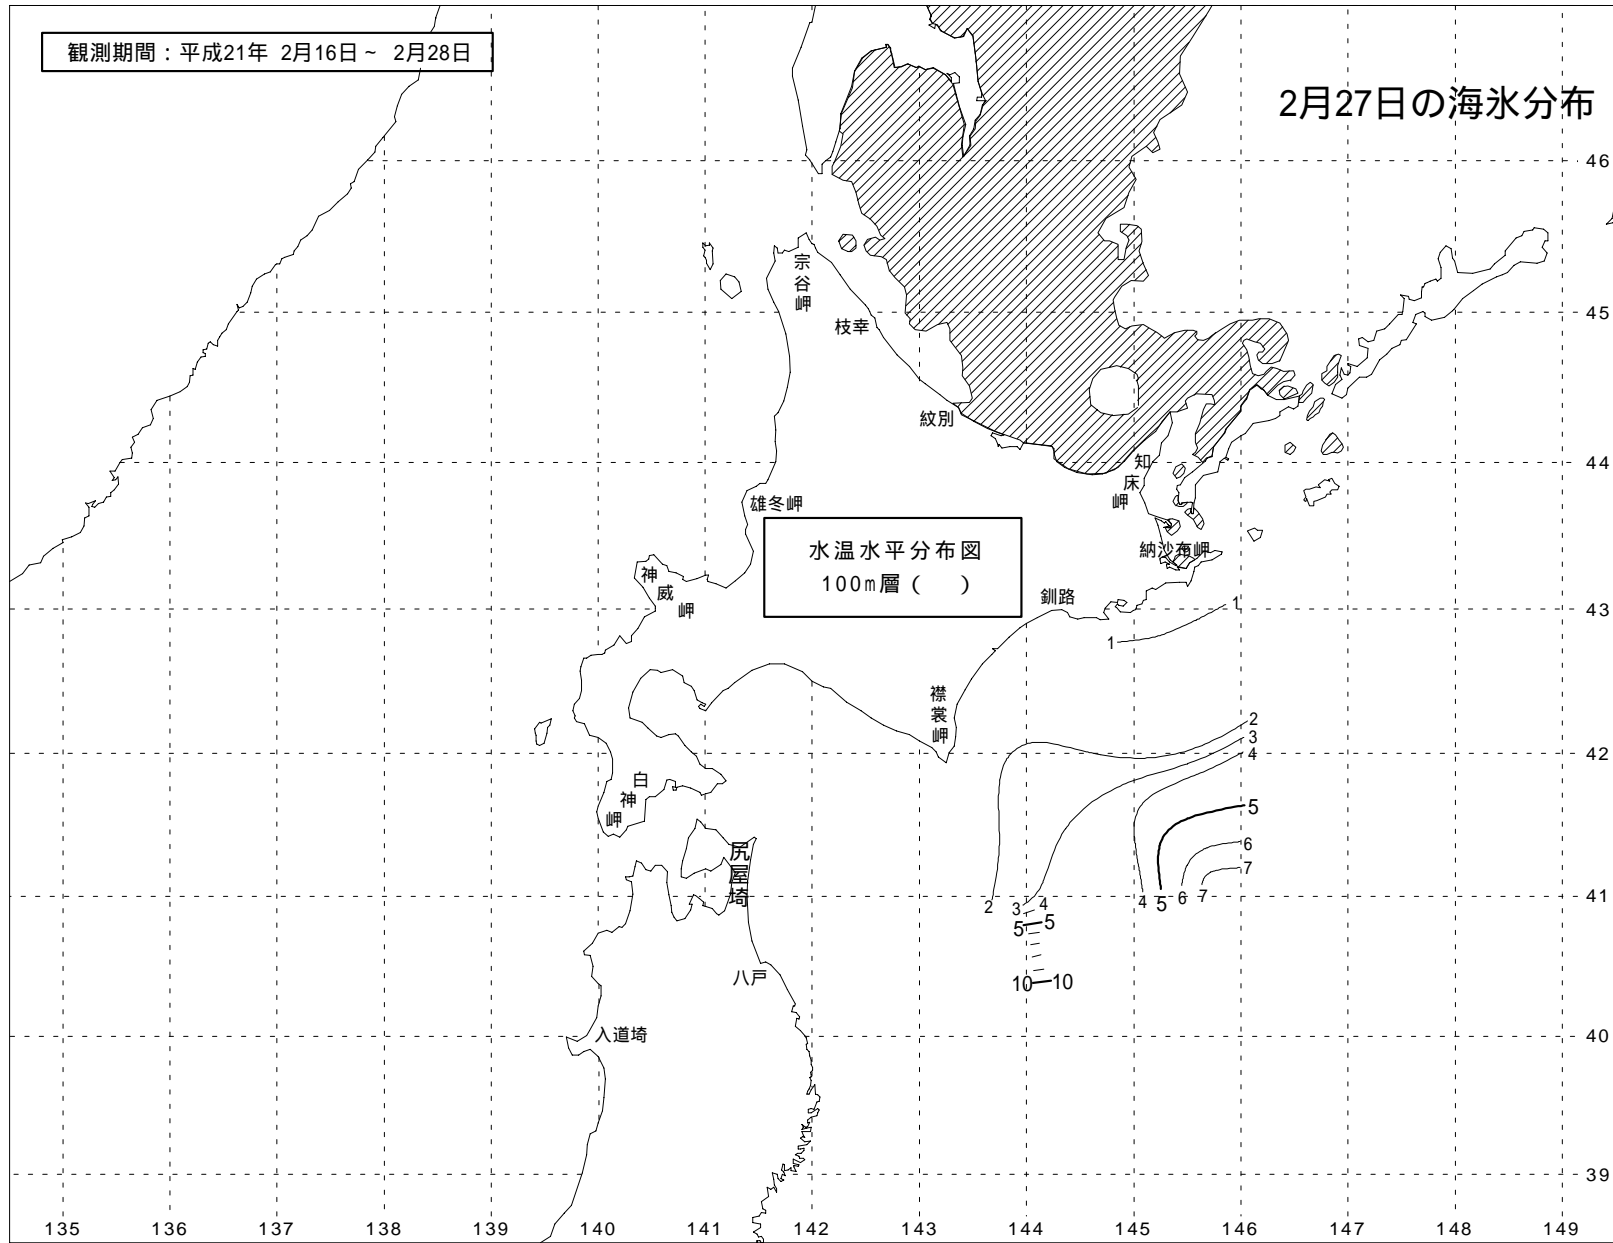 観測期間：平成21年 2月16日～ 2月28日
2月27日の海氷分布
46
宗谷岬
45
枝幸
紋別
44
知床岬
雄冬岬
水温水平分布図
100m層（　）
納沙布岬
神威岬
釧路
43
1
1
襟裳岬
2
3
4
42
白神岬
5
6
7
尻屋埼
2
3
4
4
5
6
7
41
5
5
10
10
八戸
入道埼
40
39
135 136 137 138 139 140 141 142 143 144 145 146 147 148 149